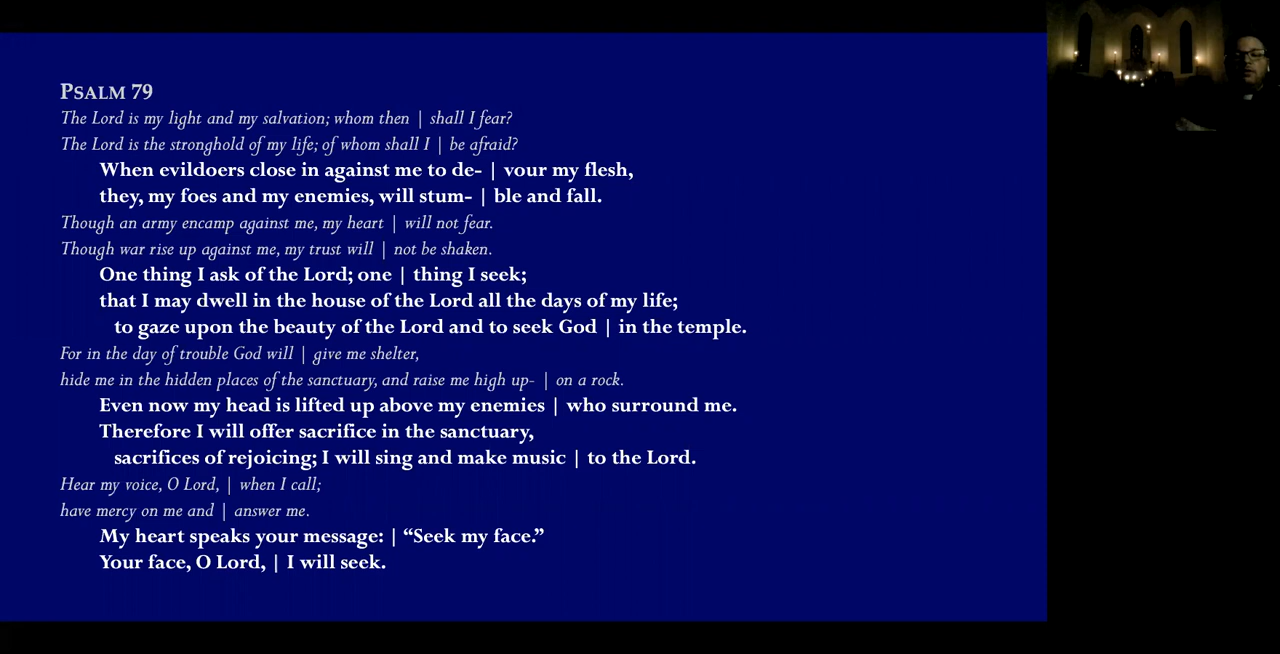 Psalm 79
The Lord is my light and my salvation; whom then | shall I fear?
The Lord is the stronghold of my life; of whom shall I | be afraid?
When evildoers close in against me to de- | vour my flesh,
they, my foes and my enemies, will stum- | ble and fall.
Though an army encamp against me, my heart | will not fear.
Though war rise up against me, my trust will | not be shaken.
One thing I ask of the Lord; one | thing I seek;
that I may dwell in the house of the Lord all the days of my life;
to gaze upon the beauty of the Lord and to seek God | in the temple.
For in the day of trouble God will | give me shelter,
hide me in the hidden places of the sanctuary, and raise me high up- | on a rock.
Even now my head is lifted up above my enemies | who surround me.
Therefore I will offer sacrifice in the sanctuary,
sacrifices of rejoicing; I will sing and make music | to the Lord.
Hear my voice, O Lord, | when I call;
have mercy on me and | answer me.
My heart speaks your message: | “Seek my face.”
Your face, O Lord, | I will seek.